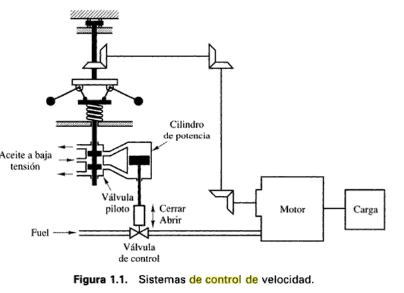 Cilindro
de potencia
Aceite a baja
tensión
Válvula
piloto
Cerrar
Abrir
Fuel
Válvula
de control
Motor
Carga
Figura 1.1. Sistemas de control de velocidad.